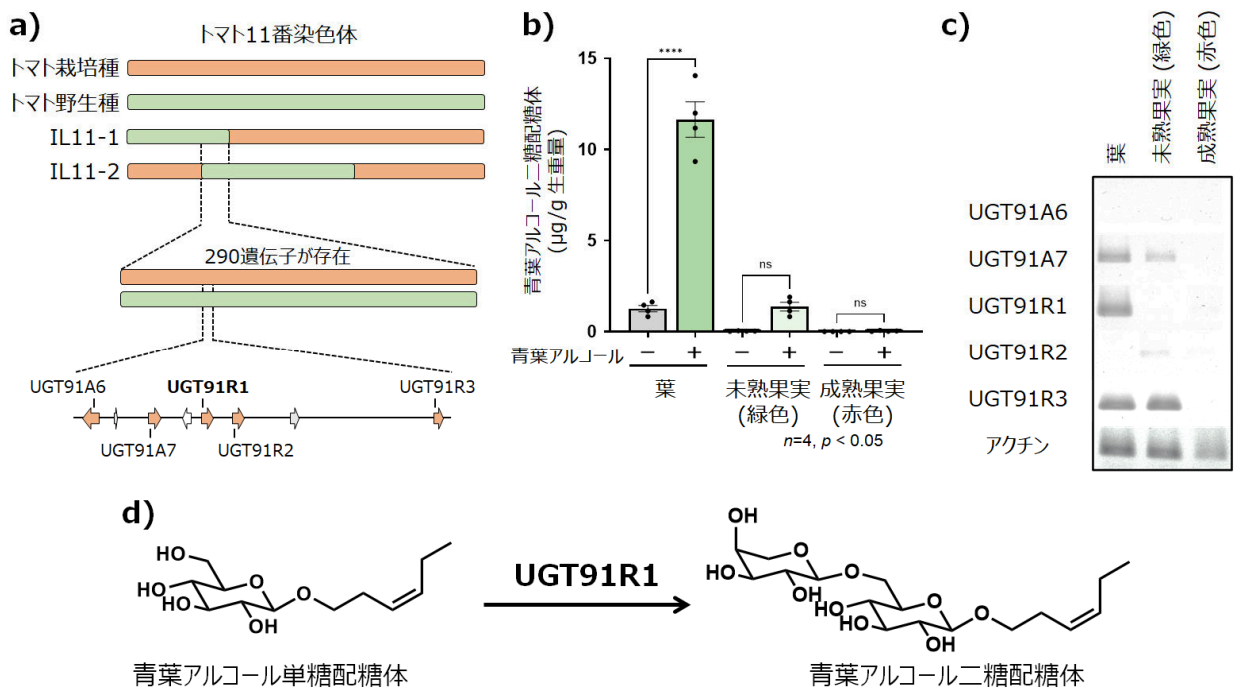 a)
トマト11番染色体
トマト栽培種
トマト野生種
IL11-1
IL11-2
290遺伝子が存在
UGT91A6
UGT91R1
UGT91R3
UGT91A7
UGT91R2
b)
青葉アルコール二糖配糖体
(μg/g 生重量)
15
10
5
0
****
ns
ns
青葉アルコール
− + − + − +
葉
未熟果実
(緑色)
成熟果実
(赤色)
n=4, p < 0.05
c)
葉
未熟果実 (緑色)
成熟果実 (赤色)
UGT91A6
UGT91A7
UGT91R1
UGT91R2
UGT91R3
アクチン
d)
HO
HO
HO
OH
O
O
青葉アルコール単糖配糖体
UGT91R1
OH
HO
OH
O
O
HO
HO
OH
O
O
青葉アルコール二糖配糖体